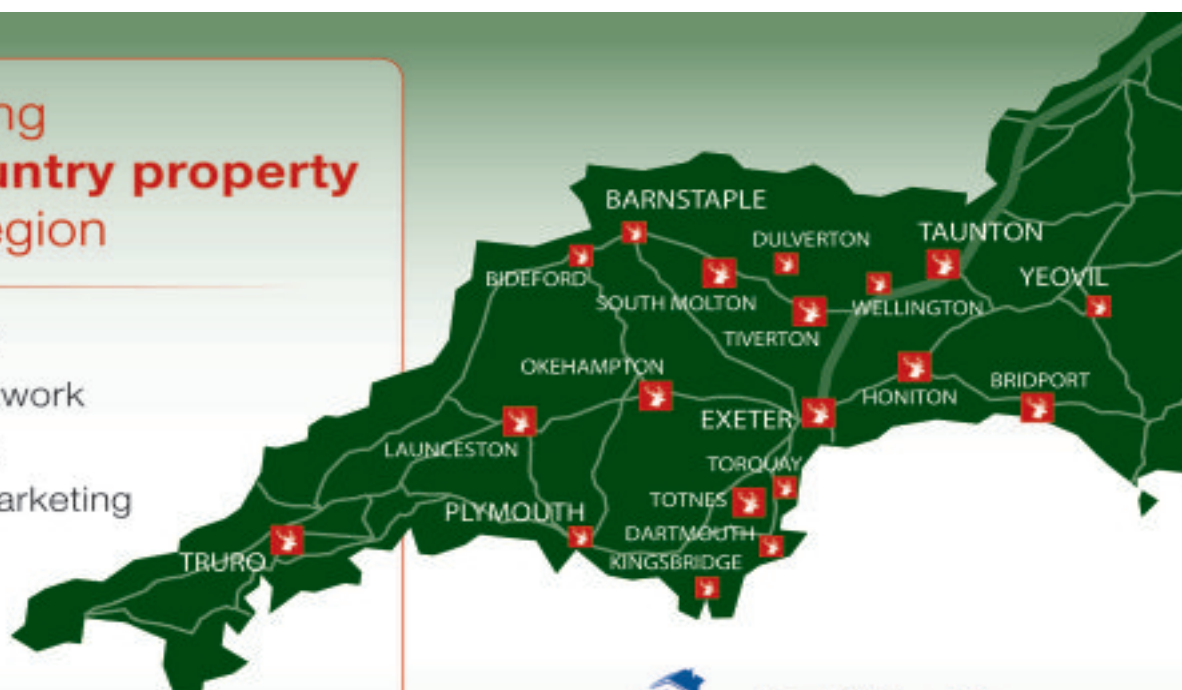 ng
untry property
egion
work
arketing
BARNSTAPLE
DULVERTON
TAUNTON
BIDEFORD
YEOVIL
SOUTH MOLTON
WELLINGTON
TIVERTON
OKEHAMPTON
BRIDPORT
HONITON
EXETER
LAUNCESTON
TORQUAY
TOTNES
PLYMOUTH
DARTMOUTH
KINGSBRIDGE
TRURO